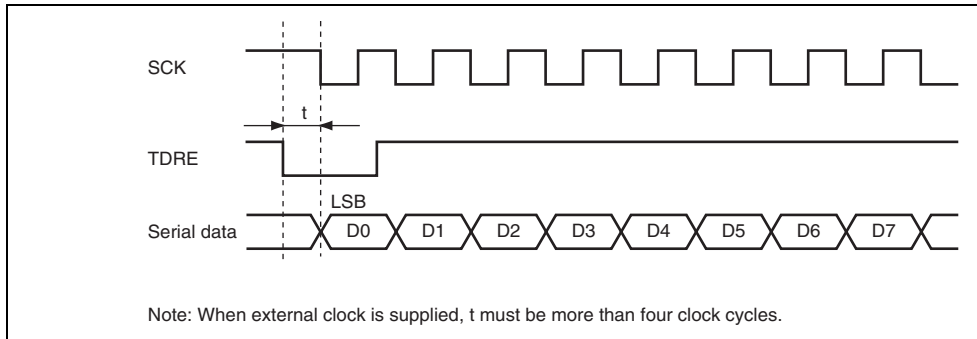 SCK
t
TDRE
LSB
Serial data
D0 D1 D2 D3 D4 D5 D6 D7
Note: When external clock is supplied, t must be more than four clock cycles.